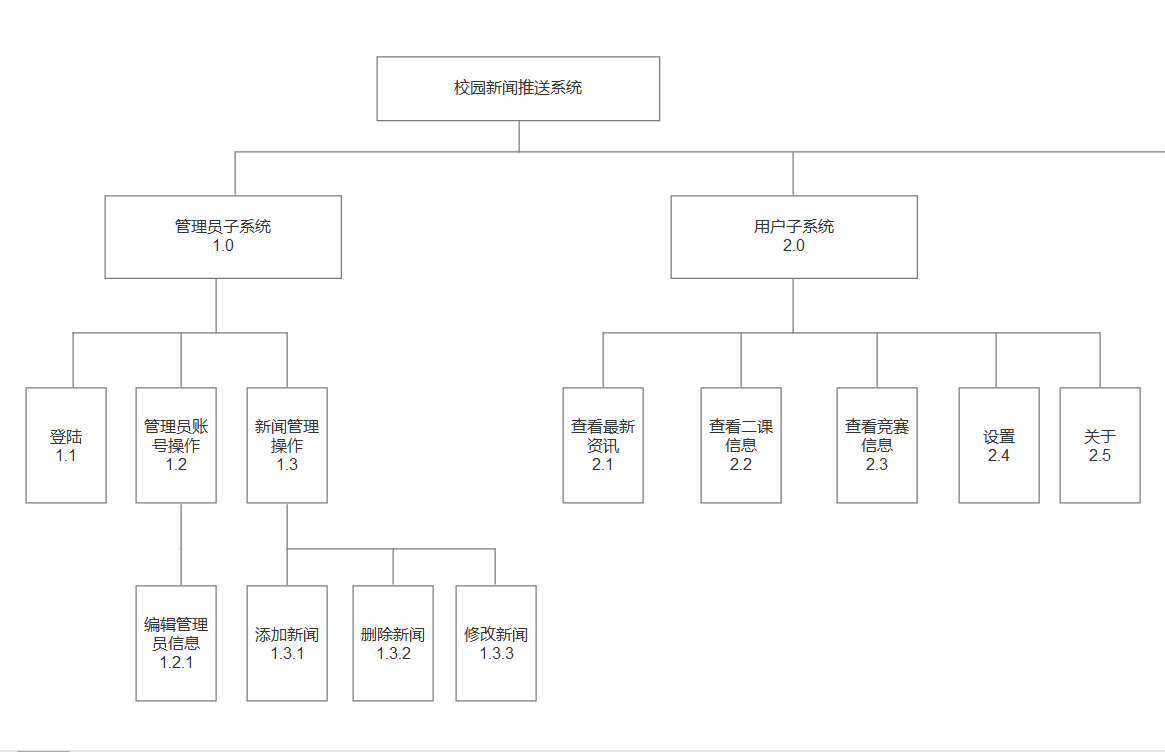 校园新闻推送系统
管理员子系统
1.0
用户子系统
2.0
登陆
1.1
管理员账
号操作
1.2
新闻管理
操作
1.3
查看最新
资讯
2.1
查看二课
信息
2.2
查看竞赛
信息
2.3
设置
2.4
关于
2.5
编辑管理
员信息
1.2.1
添加新闻
1.3.1
删除新闻
1.3.2
修改新闻
1.3.3